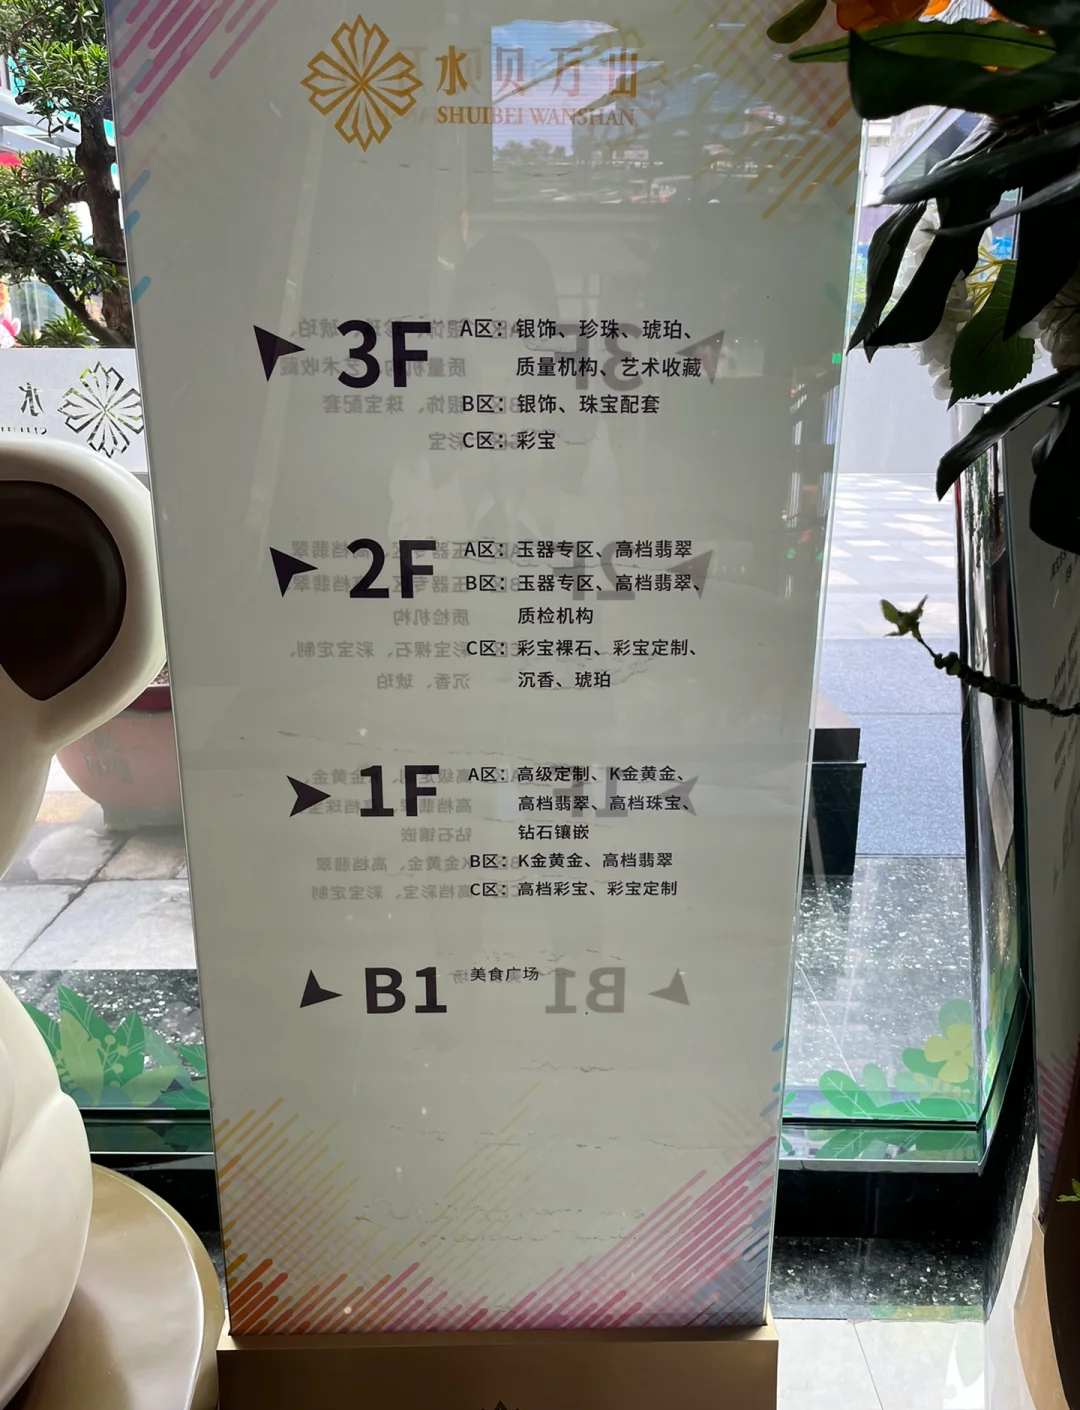 水贝万山
SHUIBEI WANSHAN
3F
A区：银饰、珍珠、琥珀、
质量机构、艺术收藏
B区：银饰、珠宝配套
C区：彩宝
2F
A区：玉器专区、高档翡翠
B区：玉器专区、高档翡翠、
质检机构
C区：彩宝裸石、彩宝定制、
沉香、琥珀
1F
A区：高级定制、K金黄金、
高档翡翠、高档珠宝、
钻石镶嵌
B区：K金黄金、高档翡翠
C区：高档彩宝、彩宝定制
B1
美食广场